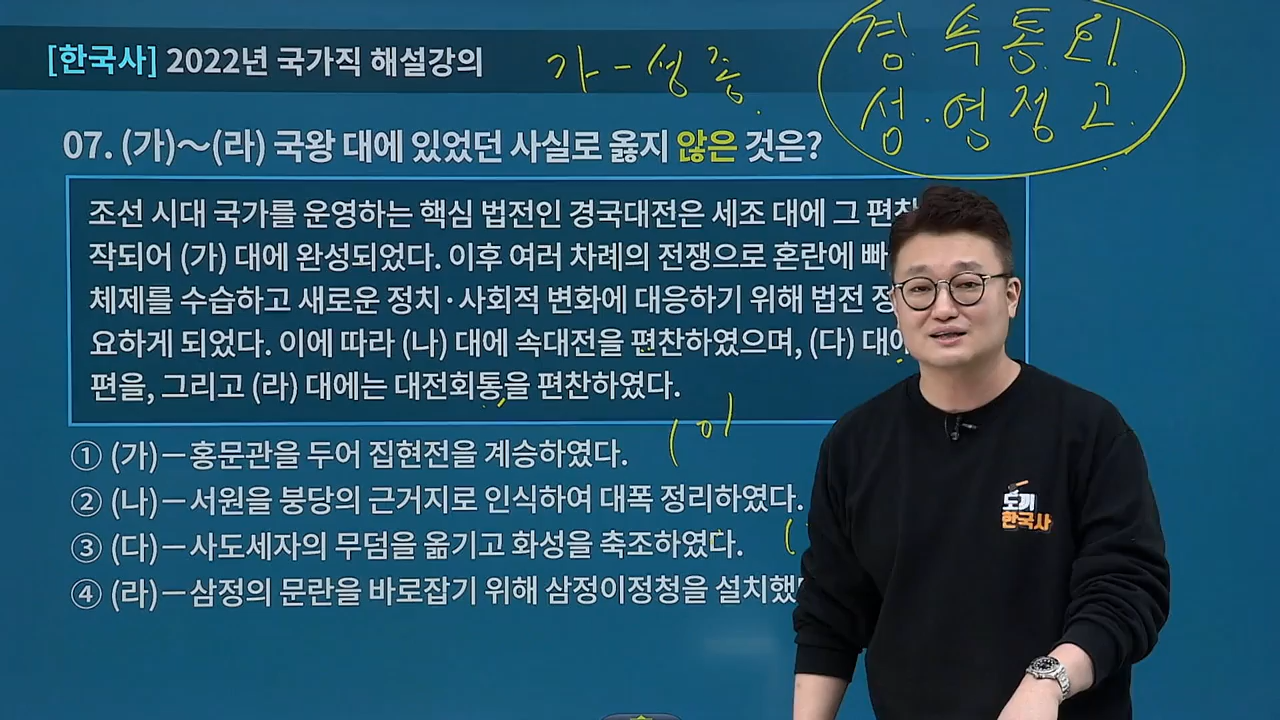 [한국사] 2022년 국가직 해설강의
가-성종
경 속 통 회
성.영 정 고
07. (가)~(라) 국왕 대에 있었던 사실로 옳지 않은 것은?
조선 시대 국가를 운영하는 핵심 법전인 경국대전은 세조 대에 그 편찬
작되어 (가) 대에 완성되었다. 이후 여러 차례의 전쟁으로 혼란에
체제를 수습하고 새로운 정치·사회적 변화에 대응하기 위해 법전
요하게 되었다. 이에 따라 (나) 대에 속대전을 편찬하였으며, (다)
편을, 그리고 (라) 대에는 대전회통을 편찬하였다.
① (가)－홍문관을 두어 집현전을 계승하였다.
② (나)－서원을 붕당의 근거지로 인식하여 대폭 정리하였다.
③ (다)－사도세자의 무덤을 옮기고 화성을 축조하였다.
④ (라)－삼정의 문란을 바로잡기 위해 삼정이정청을
도끼
한국사